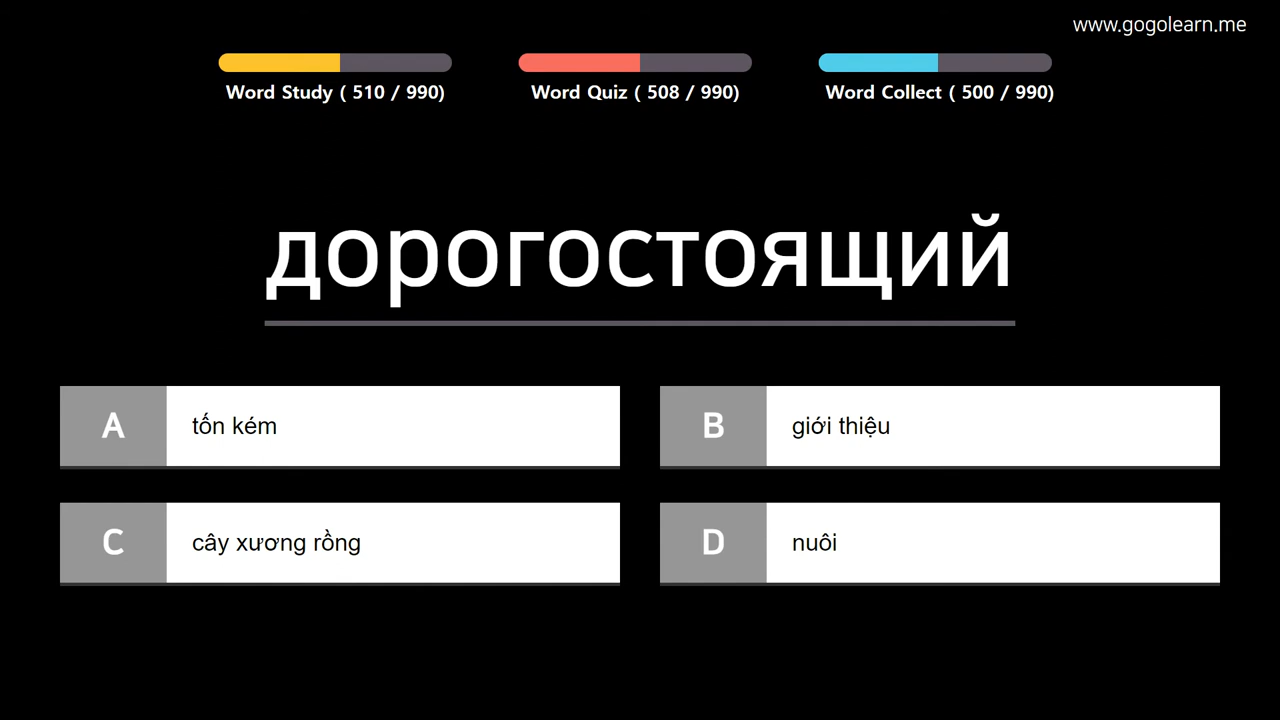 www.gogolearn.me
Word Study ( 510 / 990)
Word Quiz ( 508 / 990)
Word Collect ( 500 / 990)
дорогостоящий
A tốn kém
B giới thiệu
C cây xương rồng
D nuôi